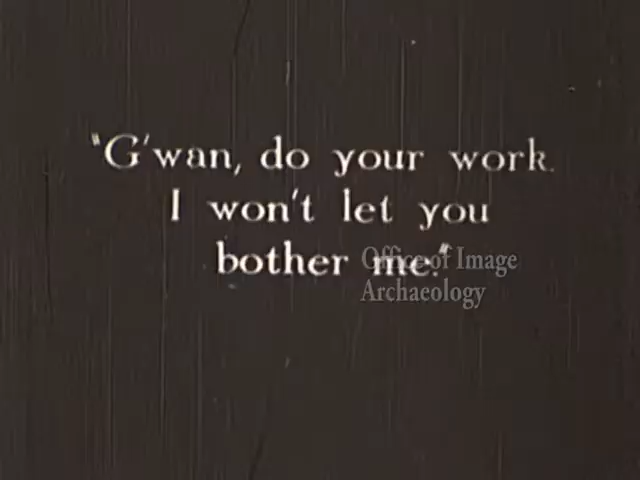 "G'wan, do your work.
I won't let you
bother me."
Office of Image
Archaeology